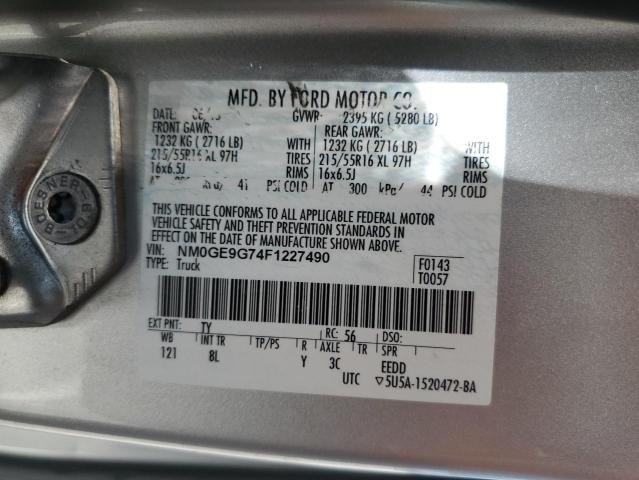 MFD. BY FORD MOTOR CO.
DATE:
GVWR: 2395 KG ( 5280 LB)
FRONT GAWR: REAR GAWR:
1232 KG ( 2716 LB) 1232 KG ( 2716 LB)
215/55R16 XL 97H TIRES 215/55R16 XL 97H TIRES
16x6.5J RIMS 16x6.5J RIMS
AT 41 PSI COLD AT 300 kPa/ 44 PSI COLD
THIS VEHICLE CONFORMS TO ALL APPLICABLE FEDERAL MOTOR
VEHICLE SAFETY AND THEFT PREVENTION STANDARDS IN
EFFECT ON THE DATE OF MANUFACTURE SHOWN ABOVE.
VIN: NM0GE9G74F1227490 F0143
TYPE: Truck T0057
EXT PNT: TY RC: 56 DSO:
WB INT TR TP/PS R AXLE TR SPR
121 8L Y 3C EEDD
UTC ▽5U5A-1520472-BA